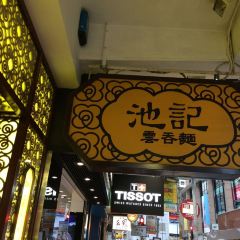 池記
雲吞麵
T+
TISSOT
SWISS WATCHES SINCE 1853